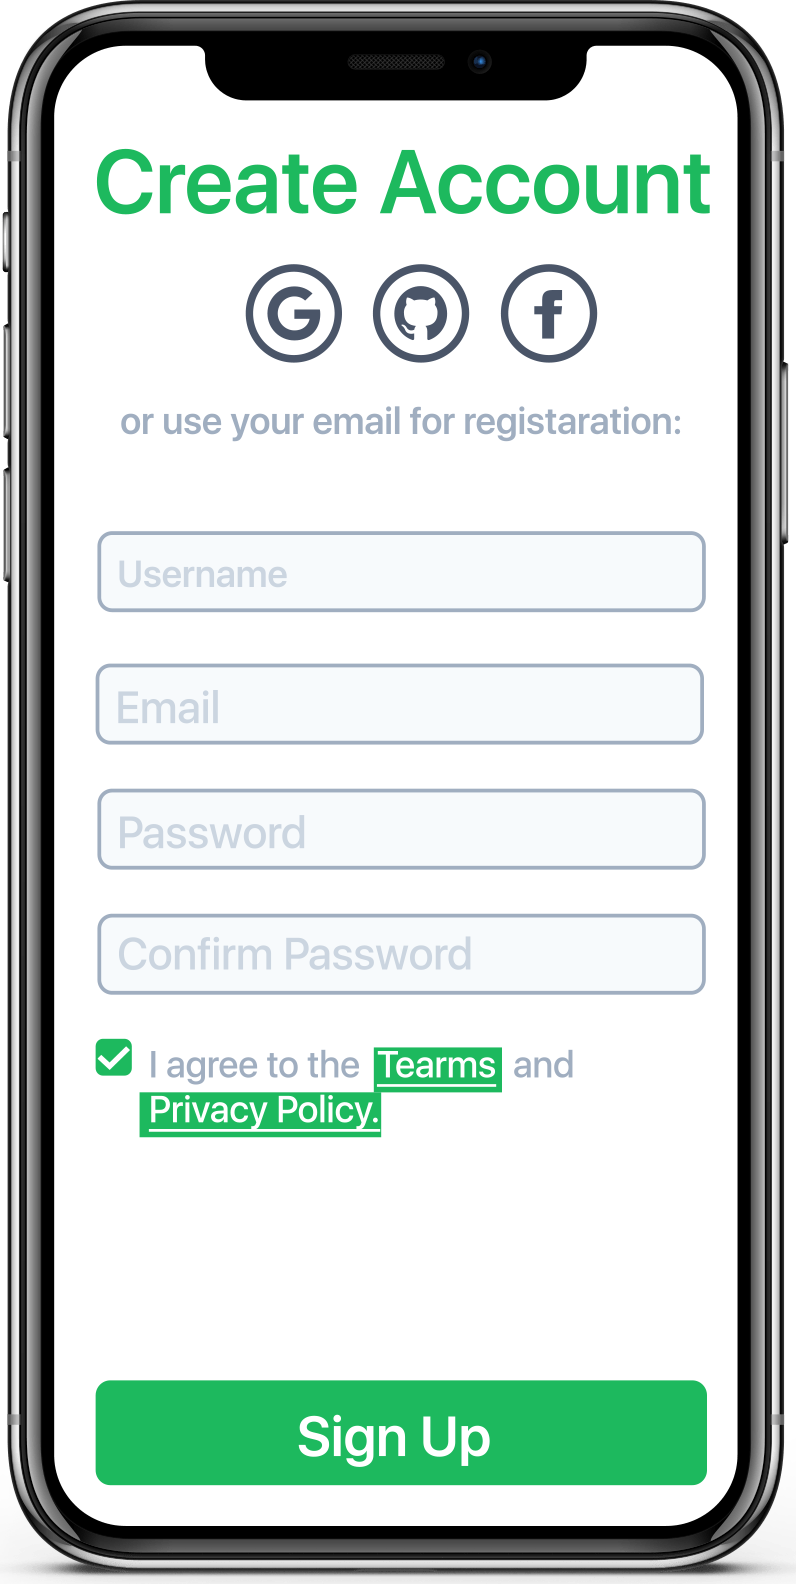 Create Account
or use your email for registaration:
Username
Email
Password
Confirm Password
I agree to the Tearms and
Privacy Policy.
Sign Up